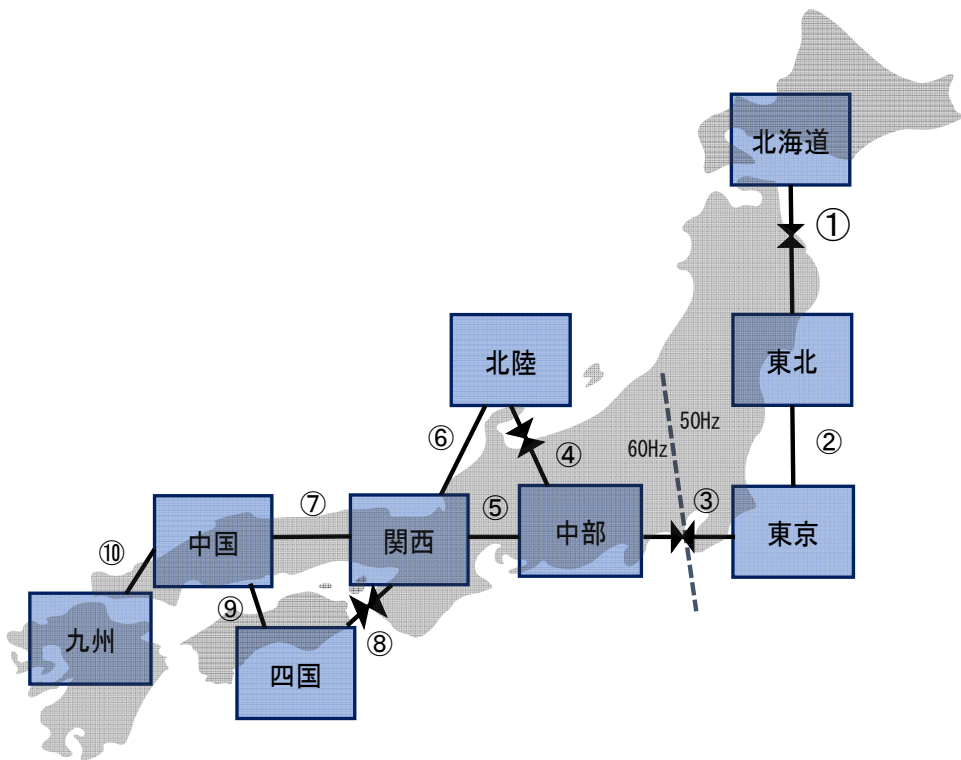 北海道
①
北陸
東北
50Hz
60Hz
②
⑥
④
⑦
⑤
③
中国
関西
中部
東京
⑩
⑨
⑧
九州
四国